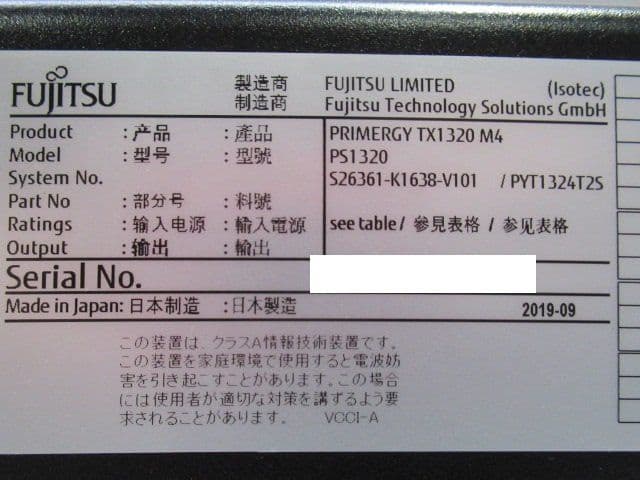 FUJITSU
製造商 FUJITSU LIMITED (Isotec)
制造商 Fujitsu Technology Solutions GmbH
Product : 产品 : 產品 PRIMERGY TX1320 M4
Model : 型号 : 型號 PS1320
System No. S26361-K1638-V101 / PYT1324T2S
Part No : 部分号 : 料號
Ratings : 输入电源 : 輸入電源 see table / 參見表格 / 参见表格
Output : 输出 : 輸出
Serial No.
Made in Japan: 日本制造 : 日本製造 2019-09
この装置は、クラスA情報技術装置です。
この装置を家庭環境で使用すると電波妨
害を引き起こすことがあります。この場合
には使用者が適切な対策を講ずるよう要
求されることがあります。 VCCI-A